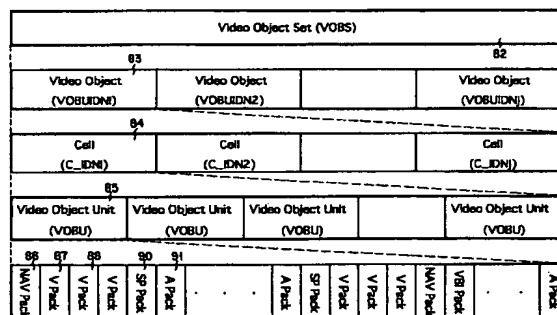 Video Object Set (VOBS)
83 82
Video Object Video Object Video Object
(VOBUIDN1) (VOBUIDN2) (VOBUIDNj)
84
Cell Cell Cell
(C_IDN1) (C_IDN2) (C_IDNj)
85
Video Object Unit Video Object Unit Video Object Unit Video Object Unit
(VOBU) (VOBU) (VOBU) (VOBU)
86 87 88 90 91
NAV Pack V Pack V Pack V Pack SP Pack A Pack . . . A Pack SP Pack V Pack V Pack V Pack NAV Pack VBI Pack . . A Pack